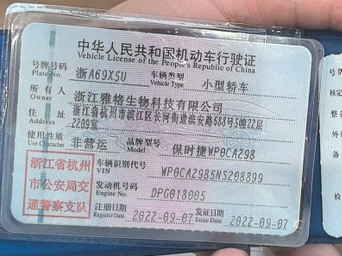 中华人民共和国机动车行驶证
Vehicle License of the People's Republic of China
号牌号码 浙A69X5U 车辆类型 小型轿车
Plate No. Vehicle Type
所有人 浙江雅格生物科技有限公司
Owner
住址 浙江省杭州市滨江区长河街道滨安路688号5幢22层
Address 2209室
使用性质 非营运 品牌型号 保时捷WP0CA298
Use Character Model
浙江省杭州
市公安局交
通警察支队
车辆识别代号 WP0CA2985NS208899
VIN
发动机号码 DPG018005
Engine No.
注册日期 2022-09-07 发证日期 2022-09-07
Register Date Issue Date